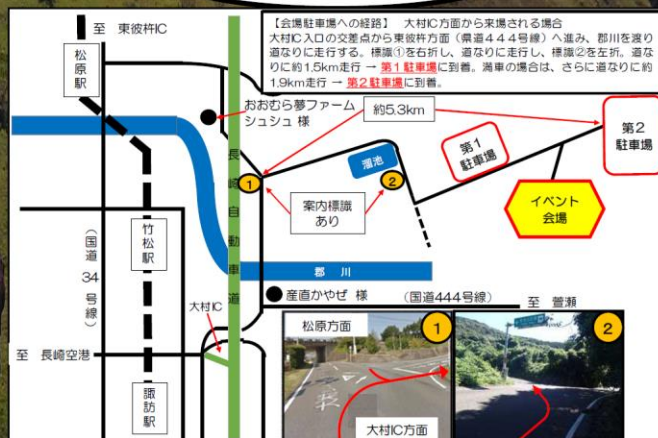 【会場駐車場への経路】 大村IC方面から来場される場合
大村IC入口の交差点から東彼杵方面（県道444号線）へ進み、郡川を渡り
道なりに走行する。標識①を右折し、道なりに走行し、標識②を左折。道な
りに約1.5km走行 → 第1駐車場に到着。満車の場合は、さらに道なりに約
1.9km走行 → 第2駐車場に到着。
至 東彼杵IC
松原駅
おおむら夢ファーム
シュシュ 様
約5.3km
第2
駐車場
第1
駐車場
溜池
1
2
案内標識
あり
イベント
会場
長崎自動車道
竹松駅
（国道34号線）
郡川
産直かやぜ 様
（国道444号線）
至 萱瀬
大村IC
至 長崎空港
諏訪駅
松原方面
1
大村IC方面
2